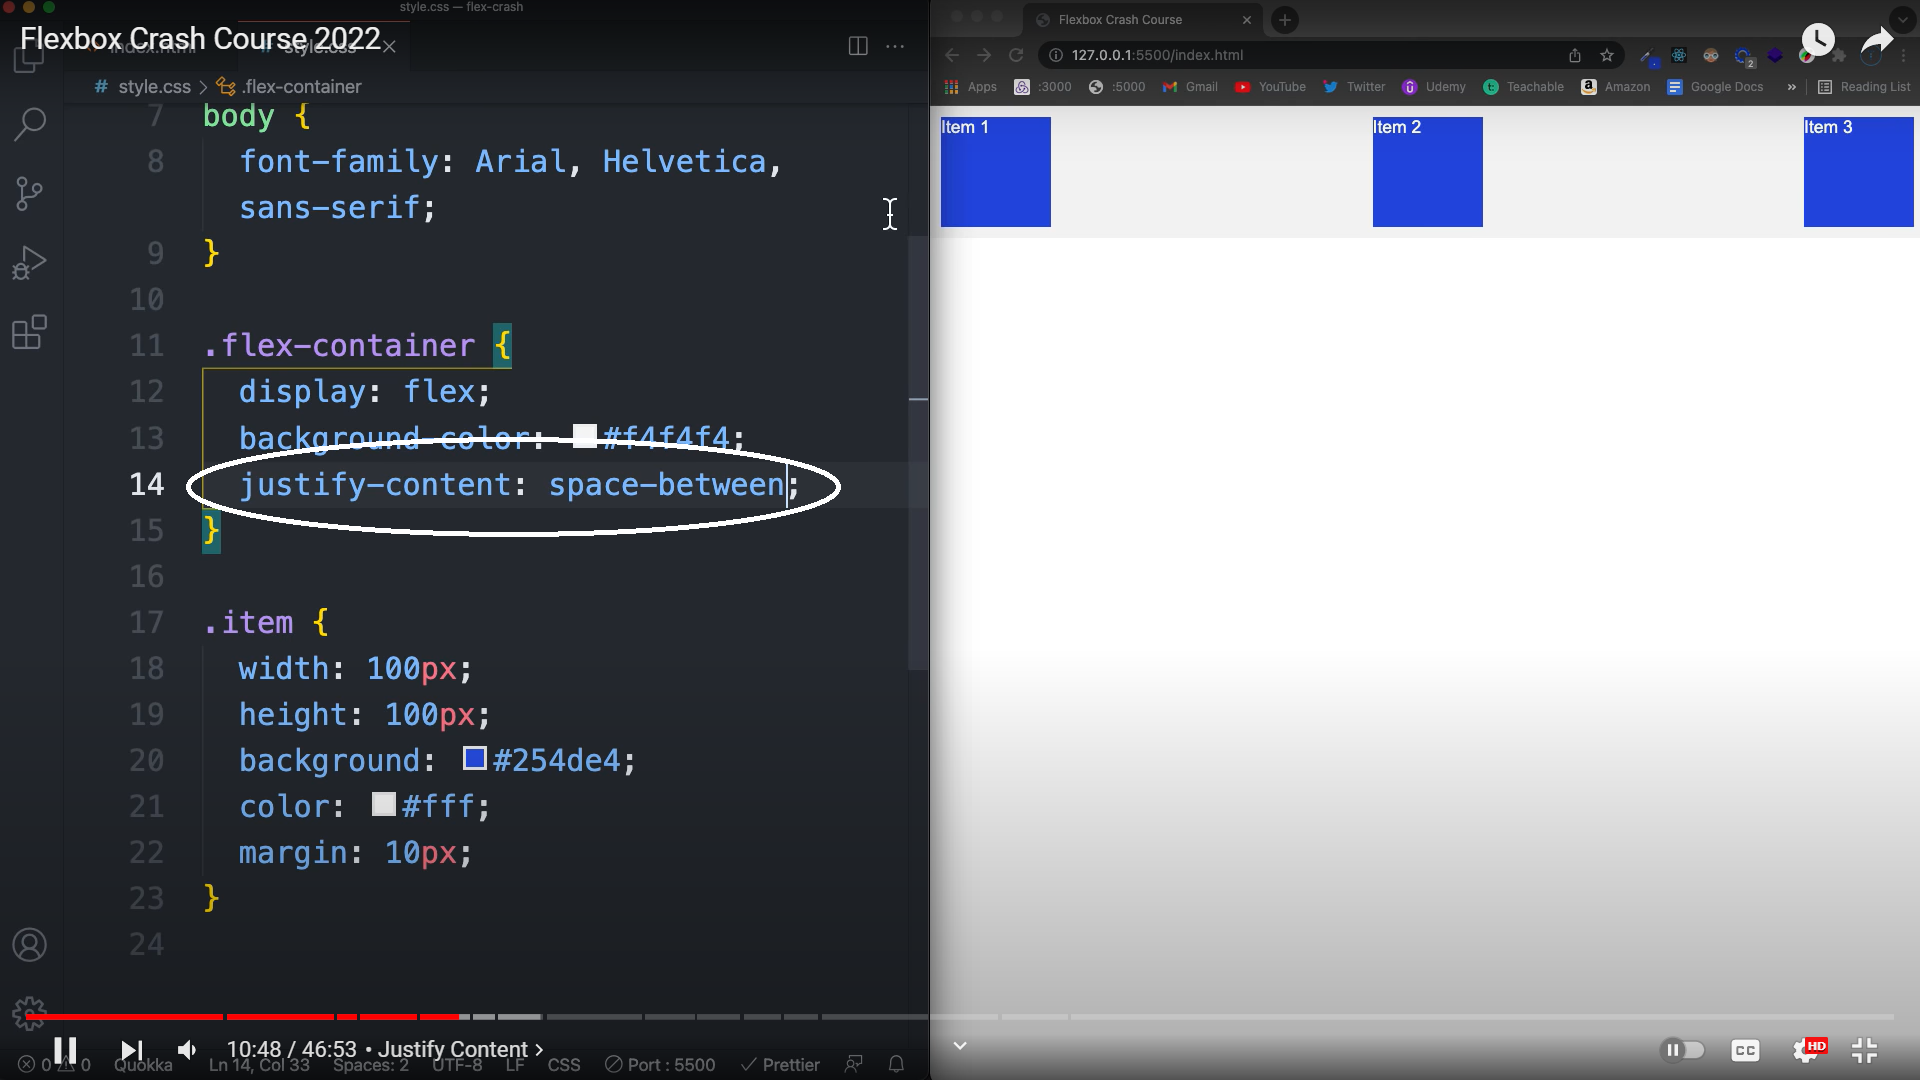 style.css — flex-crash
Flexbox Crash Course 2022
index.html
style.css
# style.css > .flex-container
7 body {
8 font-family: Arial, Helvetica,
sans-serif;
9 }
10
11 .flex-container {
12 display: flex;
13 background-color: #f4f4f4;
14 justify-content: space-between;
15 }
16
17 .item {
18 width: 100px;
19 height: 100px;
20 background: #254de4;
21 color: #fff;
22 margin: 10px;
23 }
24
Flexbox Crash Course
127.0.0.1:5500/index.html
2
Apps :3000 :5000 Gmail YouTube Twitter Udemy Teachable Amazon Google Docs » Reading List
Item 1 Item 2 Item 3
10:48 / 46:53 • Justify Content >
CC HD
0 0 Quokka Ln 14, Col 33 Spaces: 2 UTF-8 LF CSS Port : 5500 Prettier